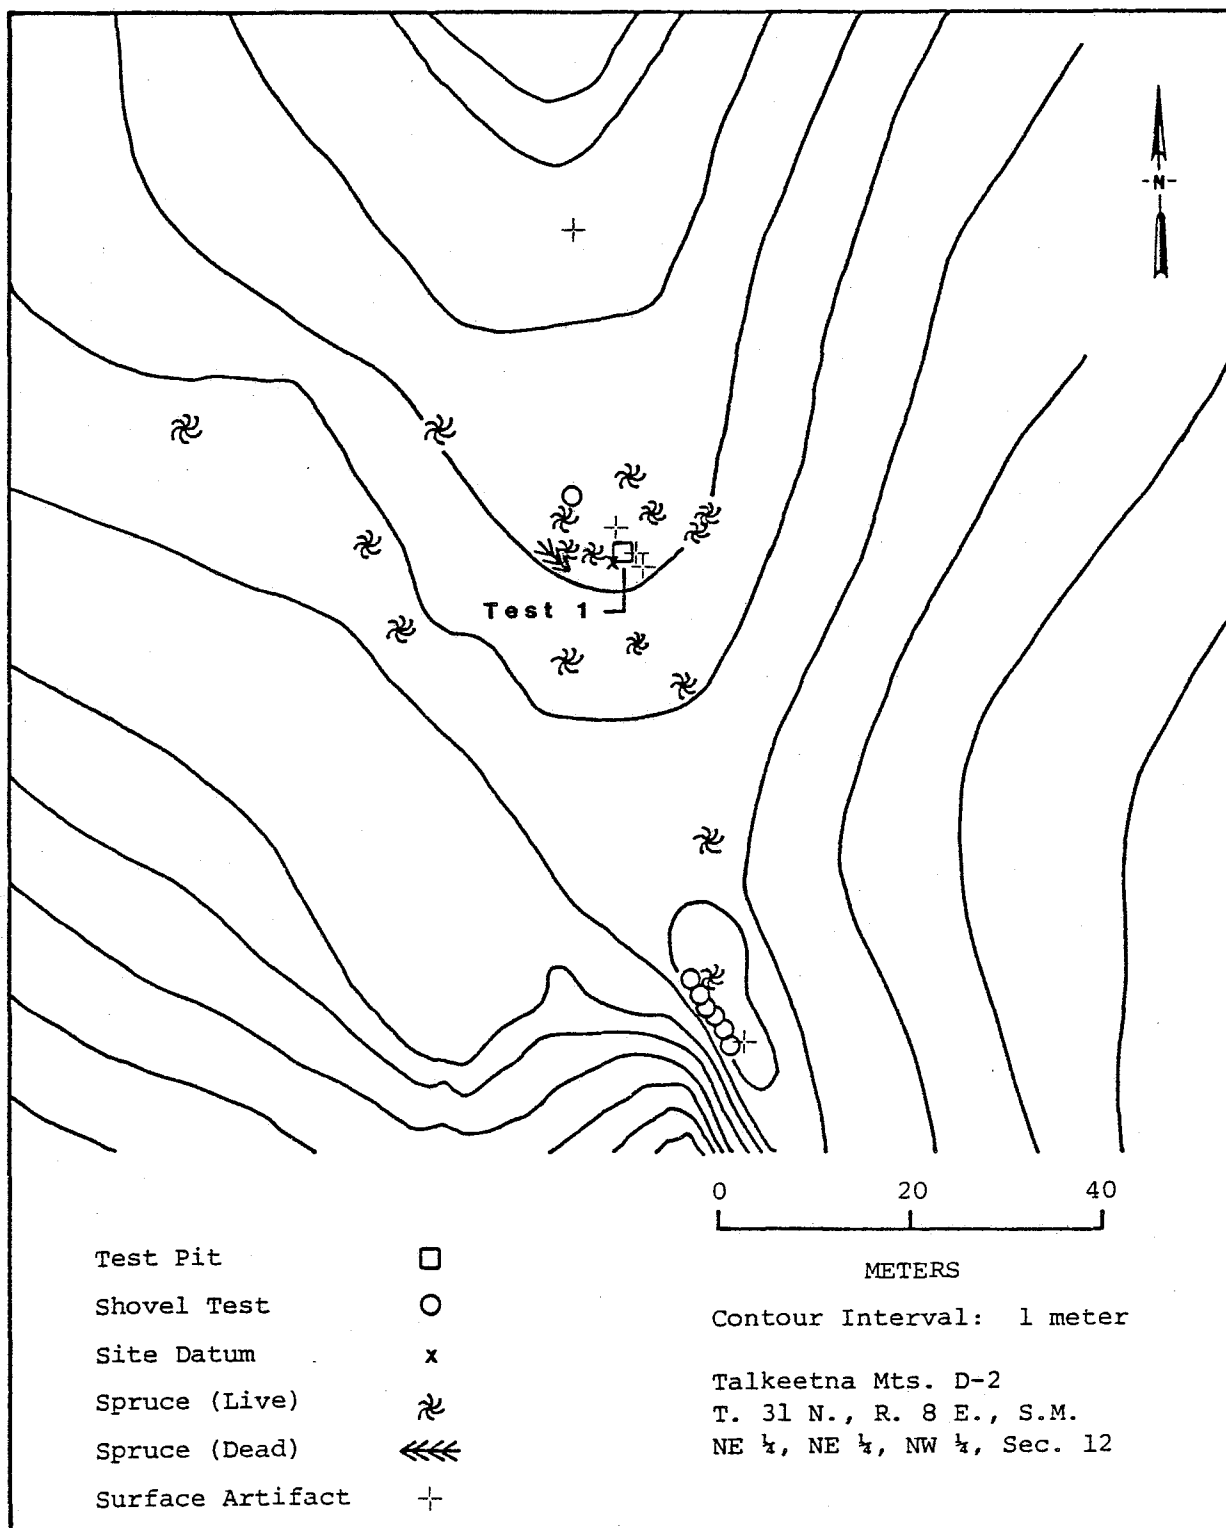 -N-
Test 1
0 20 40
METERS
Test Pit
Shovel Test
Site Datum x
Spruce (Live)
Spruce (Dead)
Surface Artifact
Contour Interval: 1 meter
Talkeetna Mts. D-2
T. 31 N., R. 8 E., S.M.
NE ¼, NE ¼, NW ¼, Sec. 12